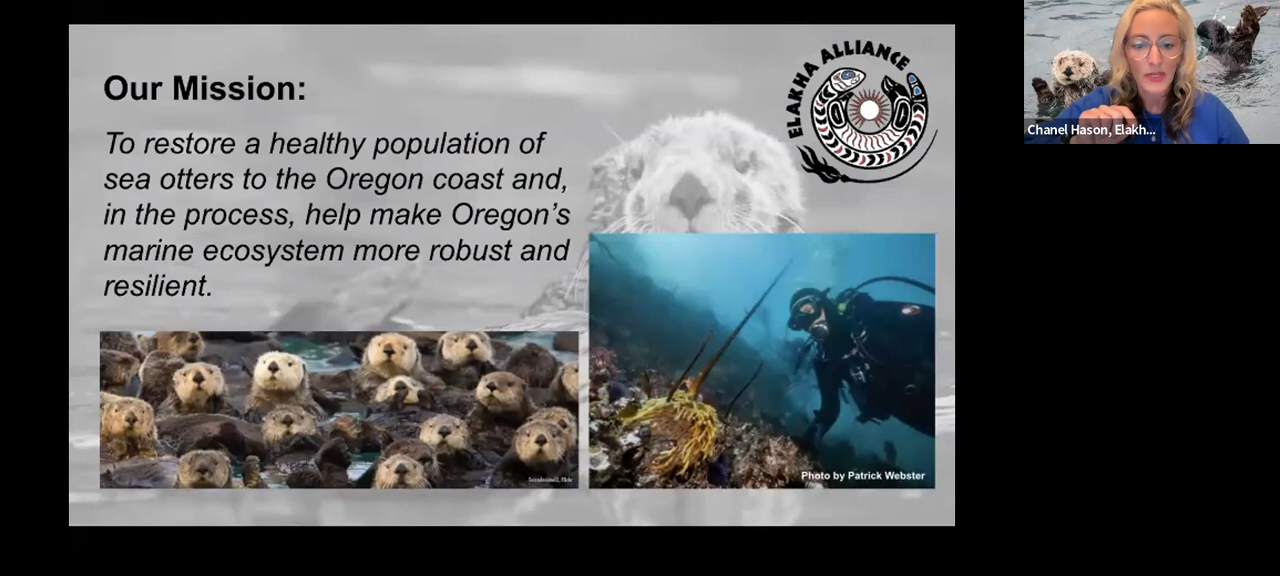 Our Mission:
To restore a healthy population of
sea otters to the Oregon coast and,
in the process, help make Oregon's
marine ecosystem more robust and
resilient.
ELAKHA ALLIANCE
Photo by Patrick Webster
Chanel Hason, Elakh...